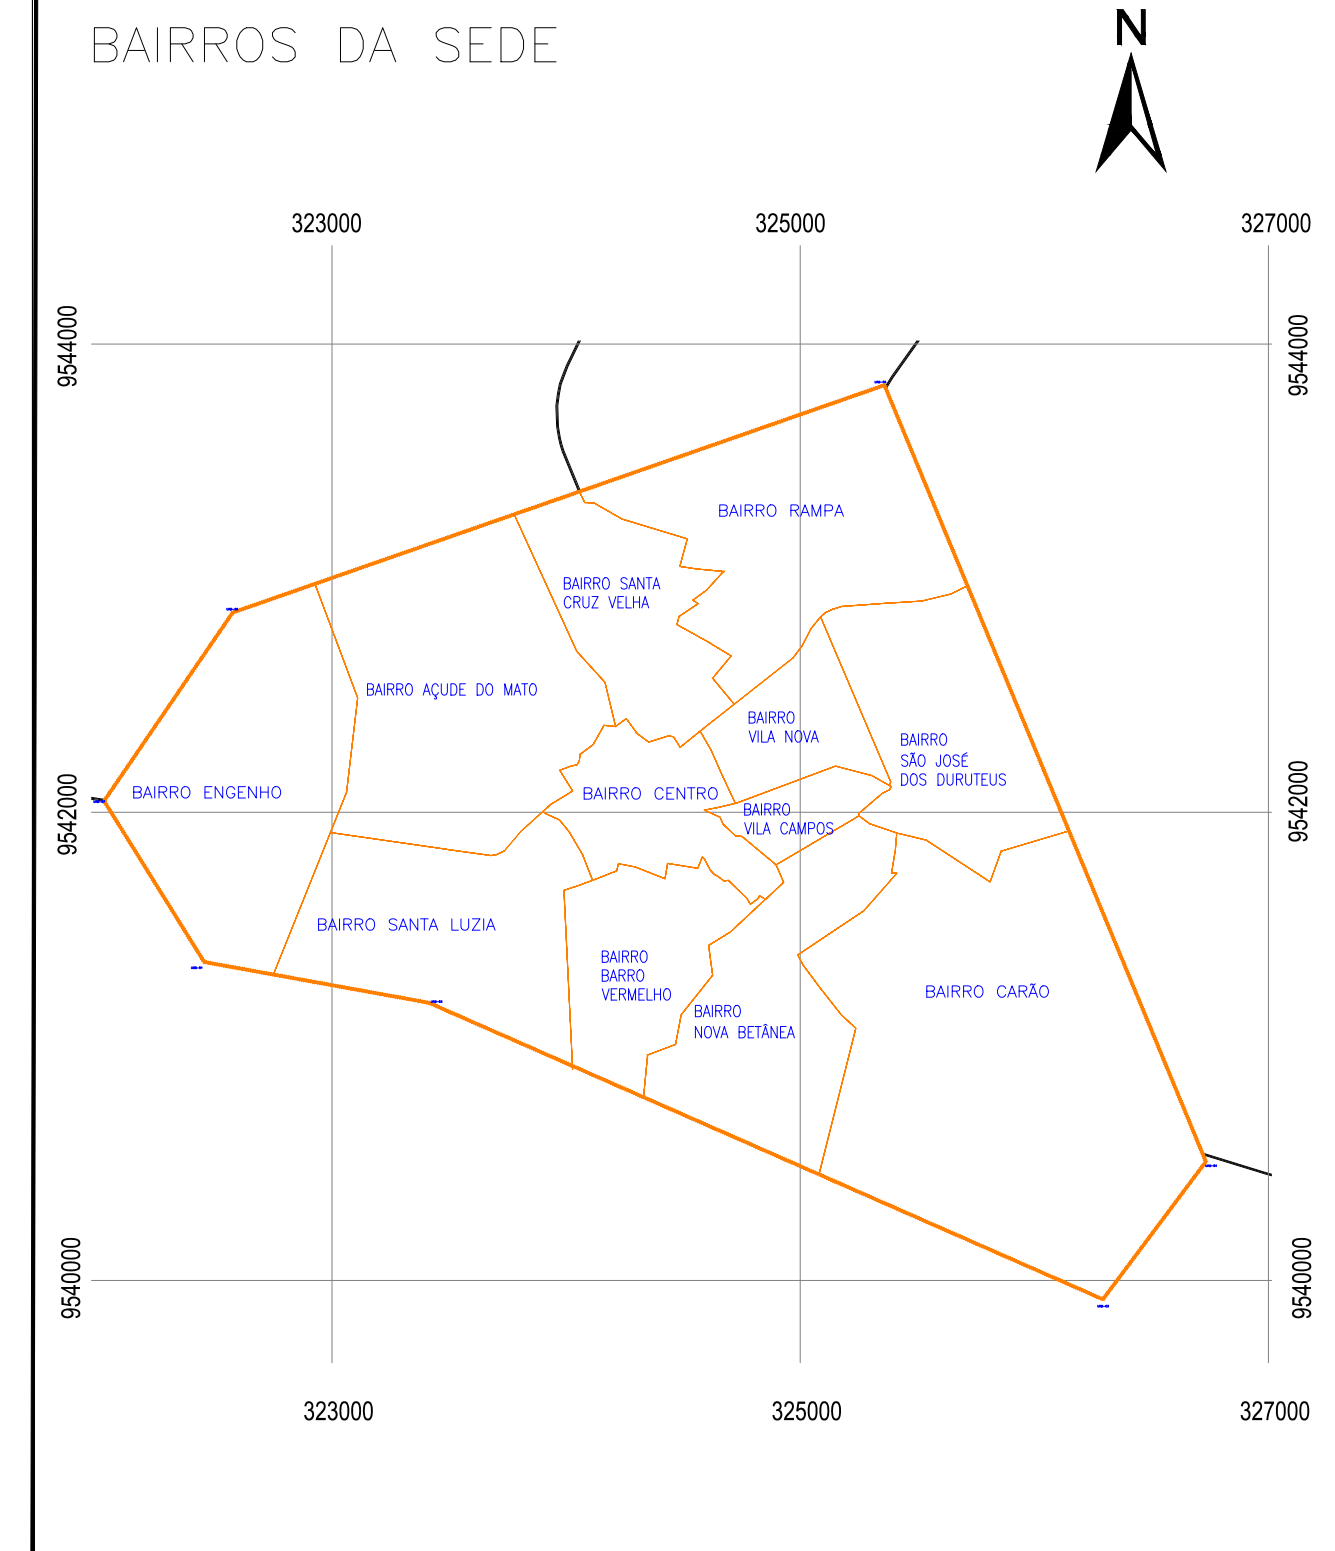 BAIRROS DA SEDE
N
323000
325000
327000
9544000
9544000
BAIRRO RAMPA
BAIRRO SANTA
CRUZ VELHA
BAIRRO AÇUDE DO MATO
BAIRRO
VILA NOVA
BAIRRO
SÃO JOSÉ
DOS DURUTEUS
BAIRRO ENGENHO
BAIRRO CENTRO
9542000
9542000
BAIRRO
VILA CAMPOS
BAIRRO SANTA LUZIA
BAIRRO
BARRO
VERMELHO
BAIRRO CARÃO
BAIRRO
NOVA BETÂNEA
9540000
9540000
323000
325000
327000